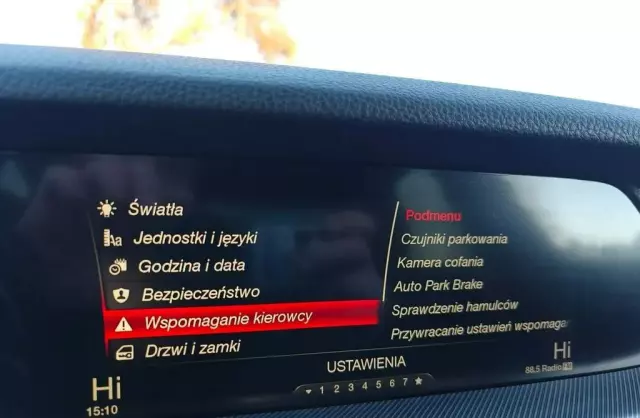 Światła
Jednostki i języki
Godzina i data
Bezpieczeństwo
Wspomaganie kierowcy
Drzwi i zamki
Podmenu
Czujniki parkowania
Kamera cofania
Auto Park Brake
Sprawdzenie hamulców
Przywracanie ustawień wspomaga
USTAWIENIA
1 2 3 4 5 6 7
Hi
15:10
Hi
88.5 Radio